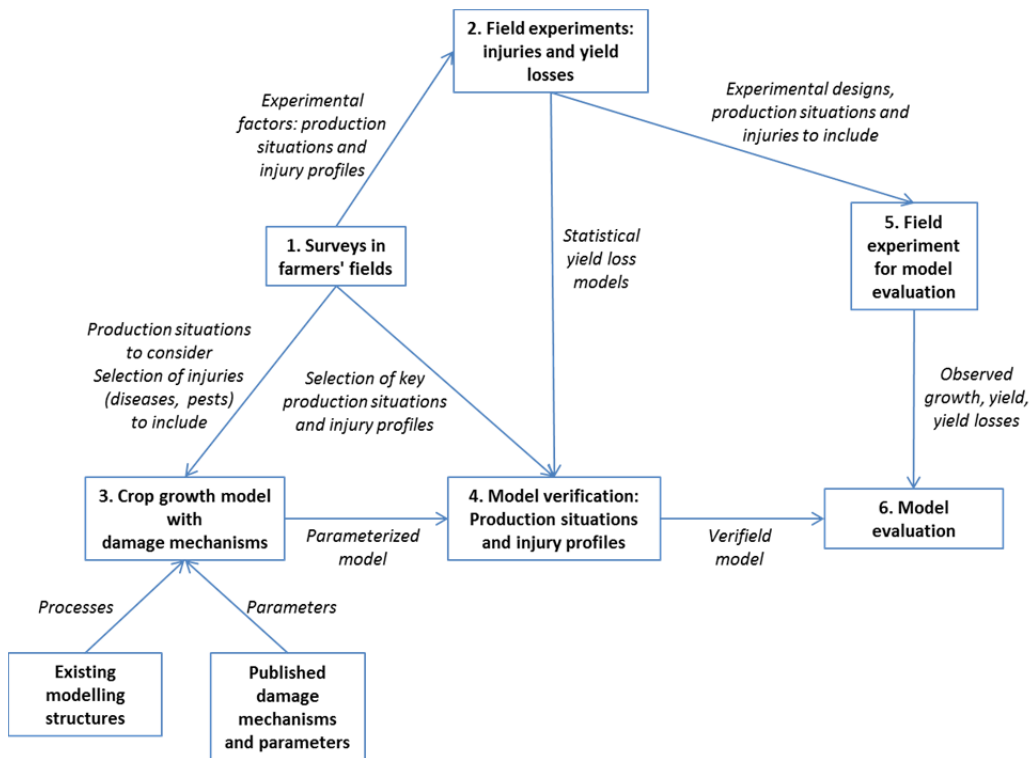 2. Field experiments:
injuries and yield
losses
Experimental
factors: production
situations and
injury profiles
Experimental designs,
production situations and
injuries to include
1. Surveys in
farmers' fields
Statistical
yield loss
models
5. Field
experiment
for model
evaluation
Production situations
to consider
Selection of injuries
(diseases, pests)
to include
Selection of key
production situations
and injury profiles
Observed
growth, yield,
yield losses
3. Crop growth model
with
damage mechanisms
Parameterized
model
4. Model verification:
Production situations
and injury profiles
Verifield
model
6. Model
evaluation
Processes
Parameters
Existing
modelling
structures
Published
damage
mechanisms
and parameters